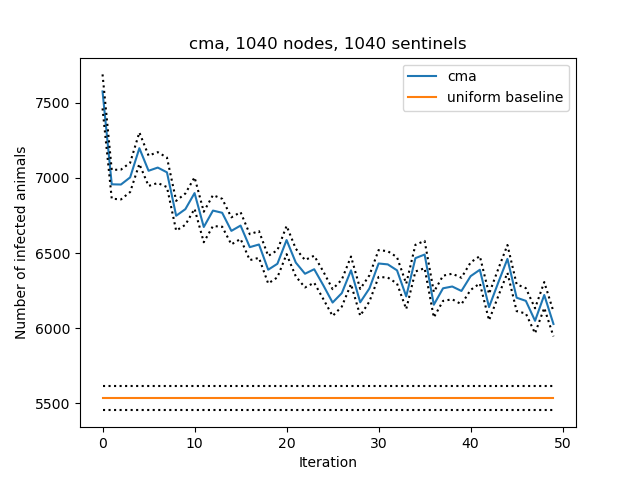 cma, 1040 nodes, 1040 sentinels
cma
uniform baseline
Number of infected animals
7500
7000
6500
6000
5500
0 10 20 30 40 50
Iteration